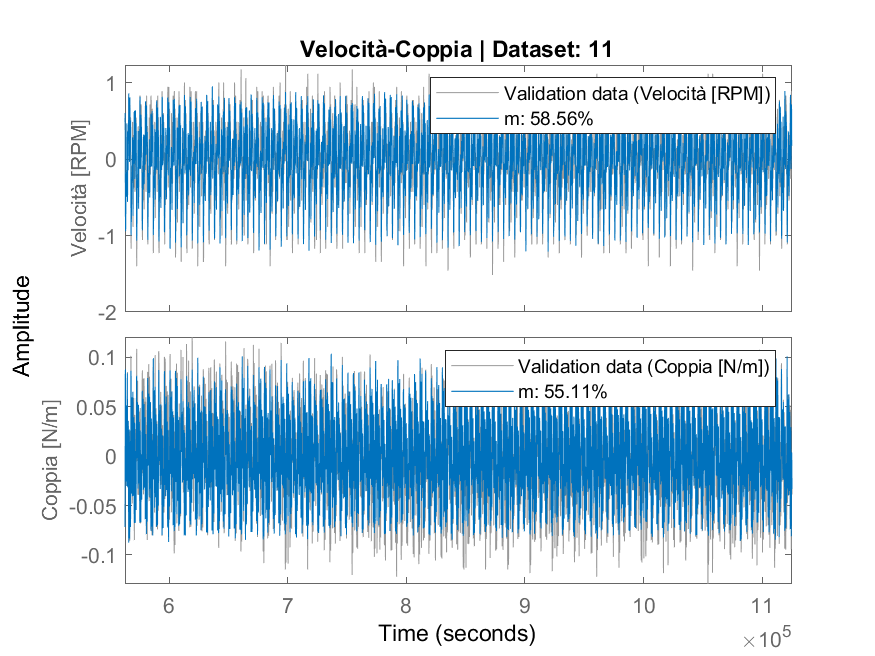 Velocità-Coppia | Dataset: 11
1
0
-1
-2
Velocità [RPM]
Validation data (Velocità [RPM])
m: 58.56%
Amplitude
0.1
0.05
0
-0.05
-0.1
Coppia [N/m]
Validation data (Coppia [N/m])
m: 55.11%
6 7 8 9 10 11
Time (seconds)
×10⁵